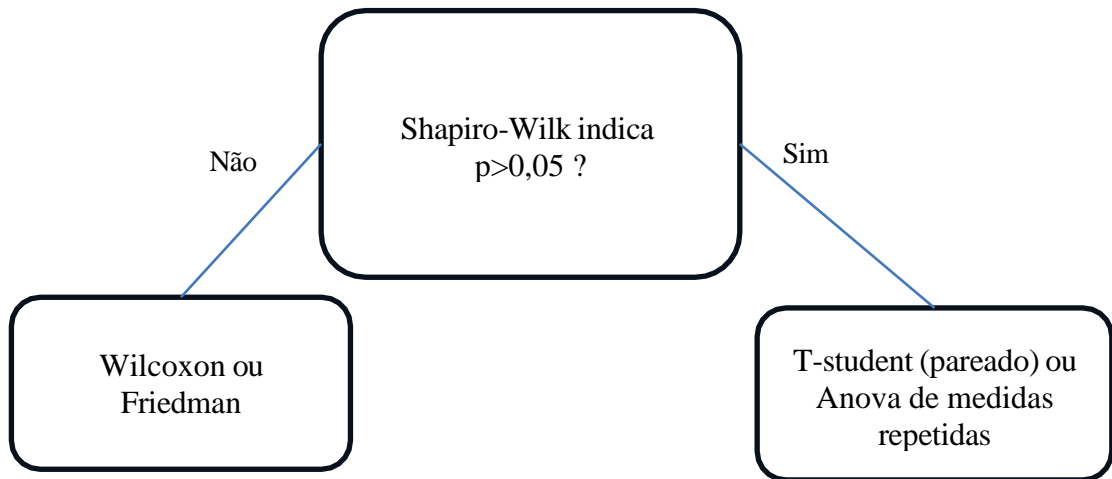 Shapiro-Wilk indica
p>0,05 ?
Não
Sim
Wilcoxon ou
Friedman
T-student (pareado) ou
Anova de medidas
repetidas